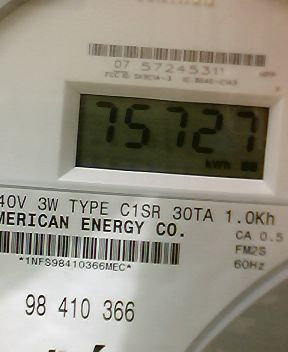 07 57245311
75727
kWh
40V 3W TYPE C1SR 30TA 1.0Kh
MERICAN ENERGY CO.
CA 0.5
FM2S
60Hz
*1NFS98410366MEC*
98 410 366